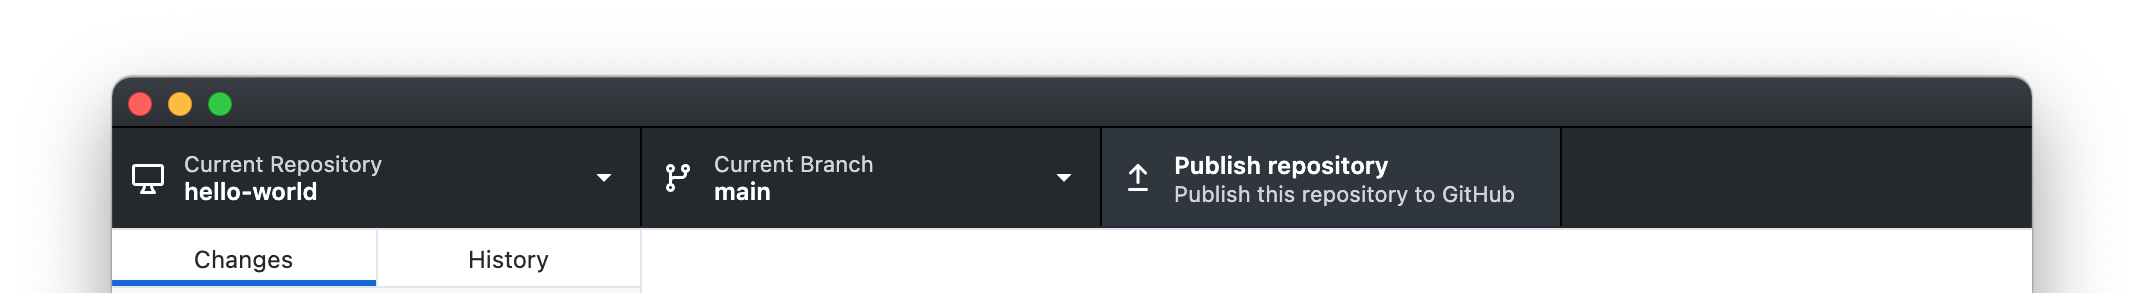 Current Repository
hello-world
Current Branch
main
Publish repository
Publish this repository to GitHub
Changes
History